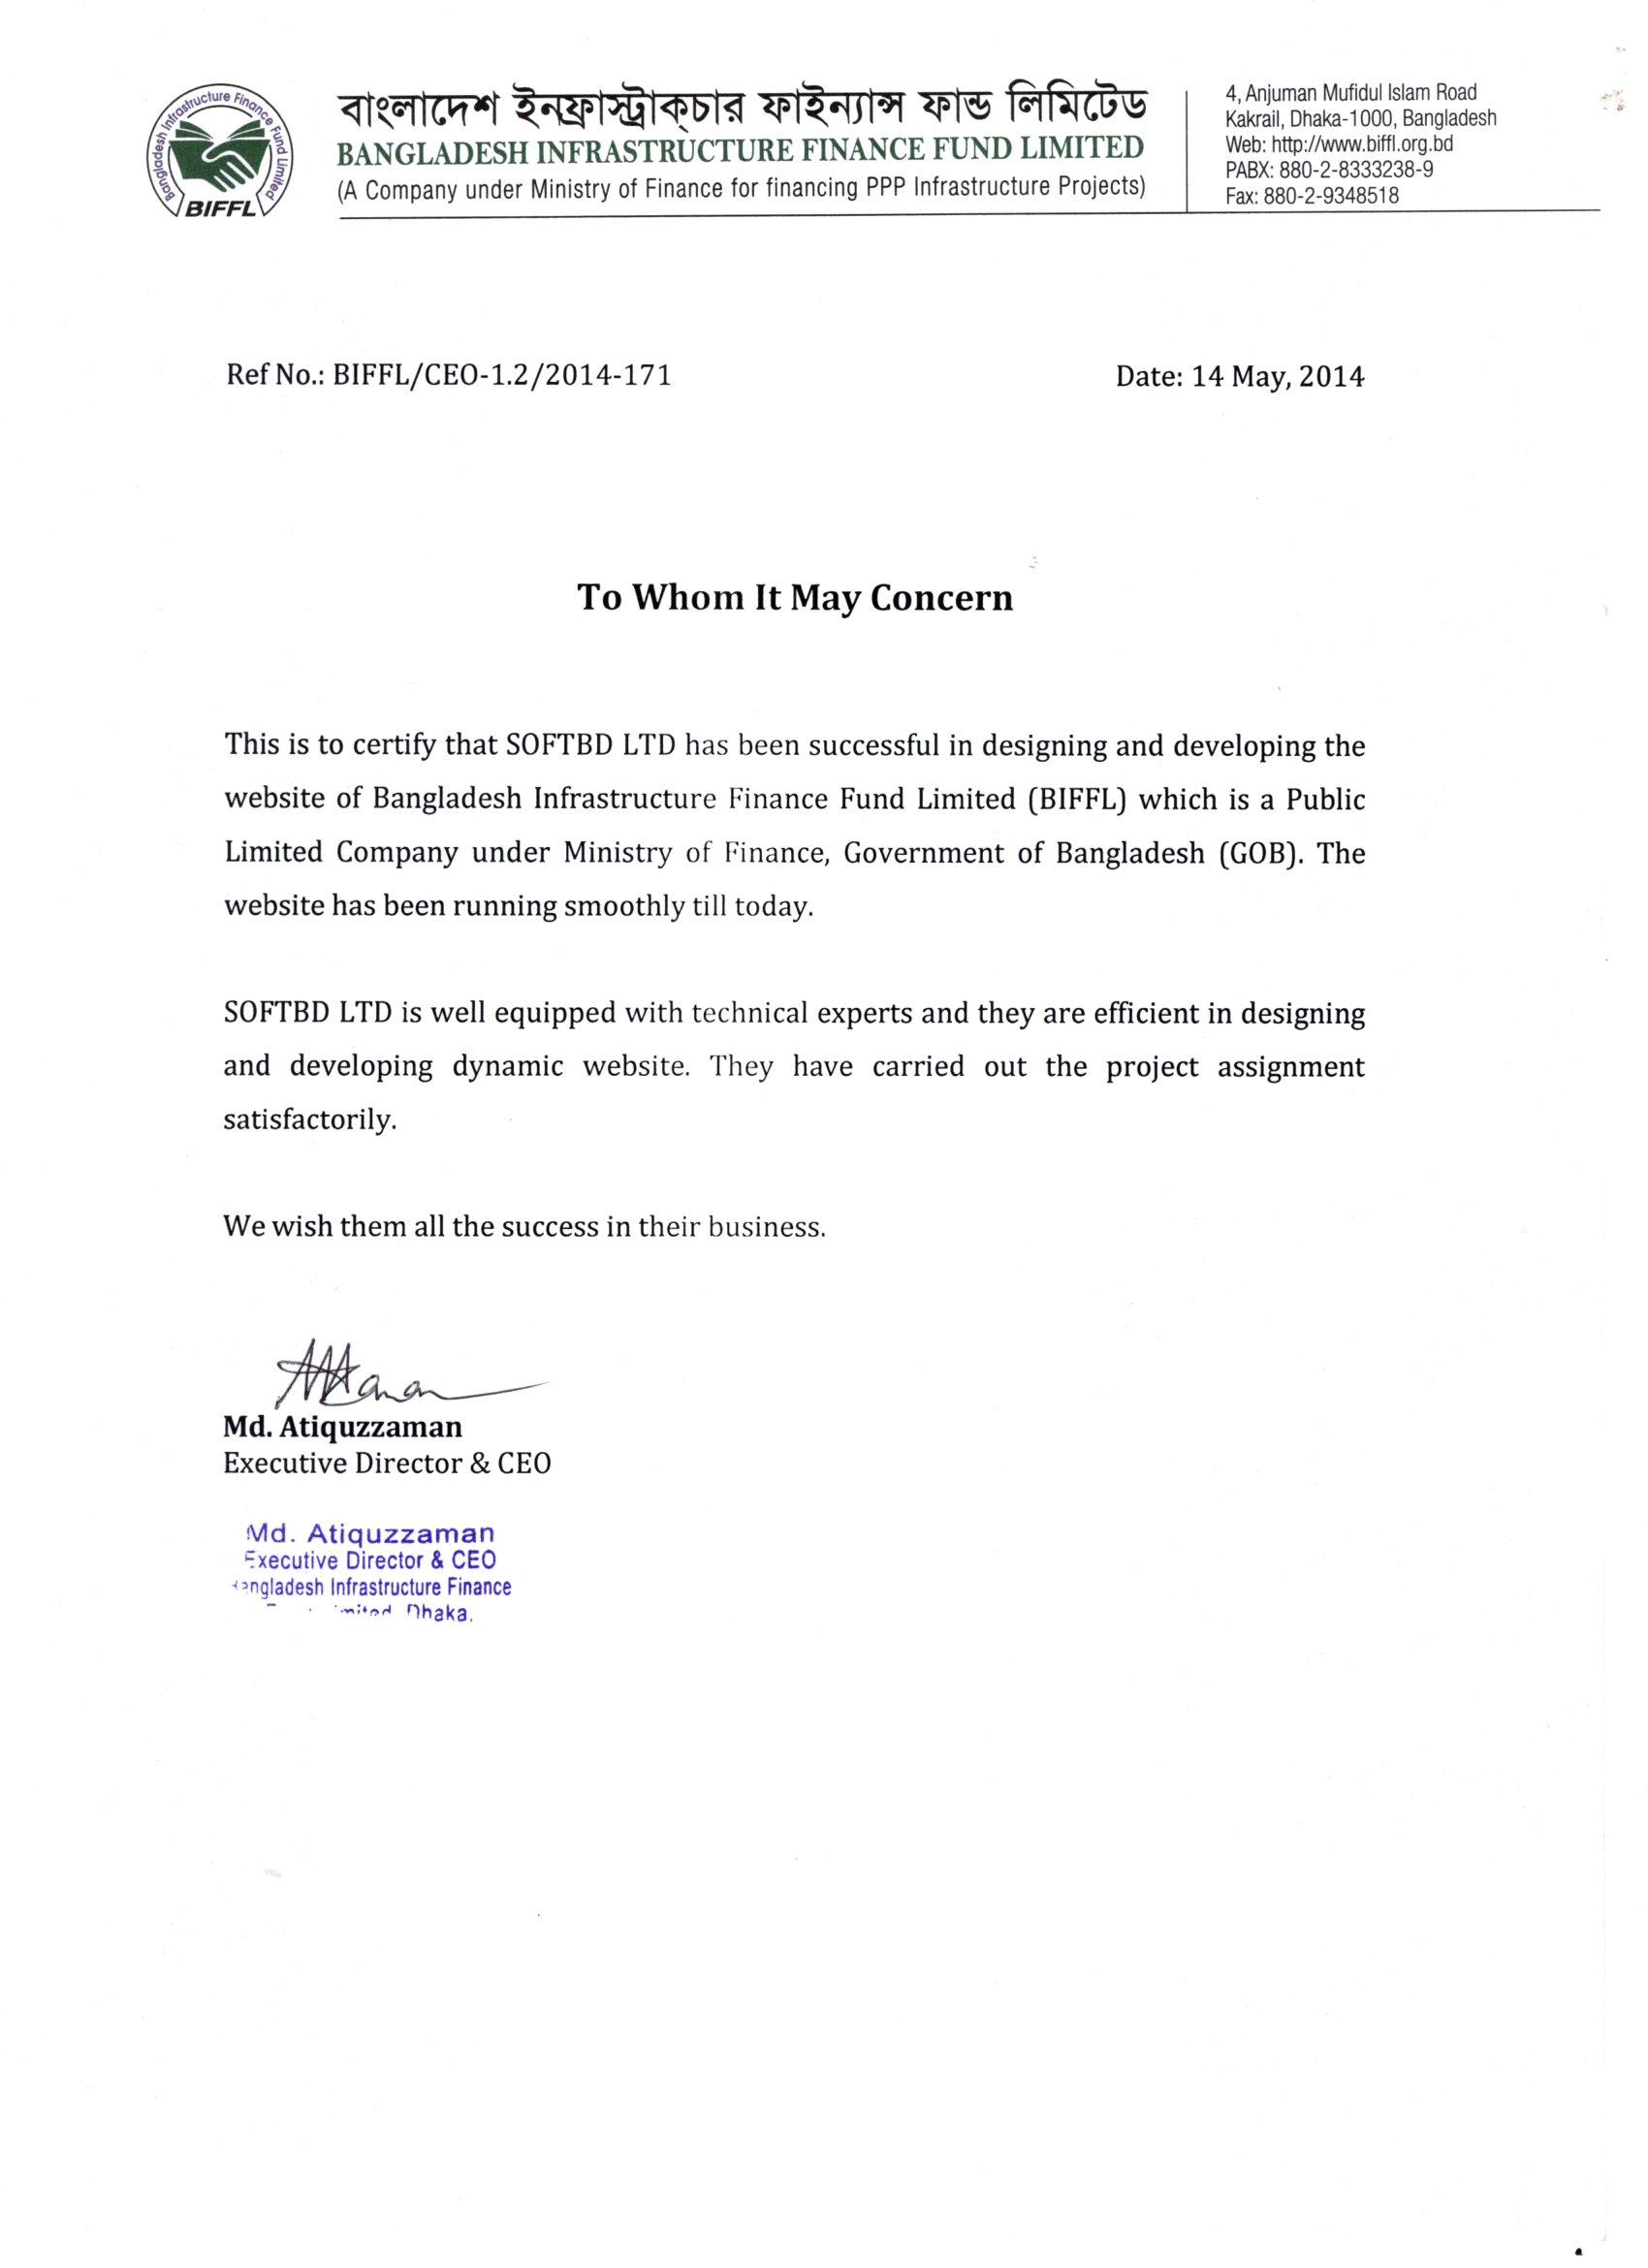 Bangladesh Infrastructure Finance Fund Limited
BIFFL
বাংলাদেশ ইনফ্রাস্ট্রাক্‌চার ফাইন্যান্স ফান্ড লিমিটেড
BANGLADESH INFRASTRUCTURE FINANCE FUND LIMITED
(A Company under Ministry of Finance for financing PPP Infrastructure Projects)
4, Anjuman Mufidul Islam Road
Kakrail, Dhaka-1000, Bangladesh
Web: http://www.biffl.org.bd
PABX: 880-2-8333238-9
Fax: 880-2-9348518
Ref No.: BIFFL/CEO-1.2/2014-171 Date: 14 May, 2014
To Whom It May Concern
This is to certify that SOFTBD LTD has been successful in designing and developing the
website of Bangladesh Infrastructure Finance Fund Limited (BIFFL) which is a Public
Limited Company under Ministry of Finance, Government of Bangladesh (GOB). The
website has been running smoothly till today.
SOFTBD LTD is well equipped with technical experts and they are efficient in designing
and developing dynamic website. They have carried out the project assignment
satisfactorily.
We wish them all the success in their business.
Md. Atiquzzaman
Executive Director & CEO
Md. Atiquzzaman
Executive Director & CEO
Bangladesh Infrastructure Finance
Dhaka.